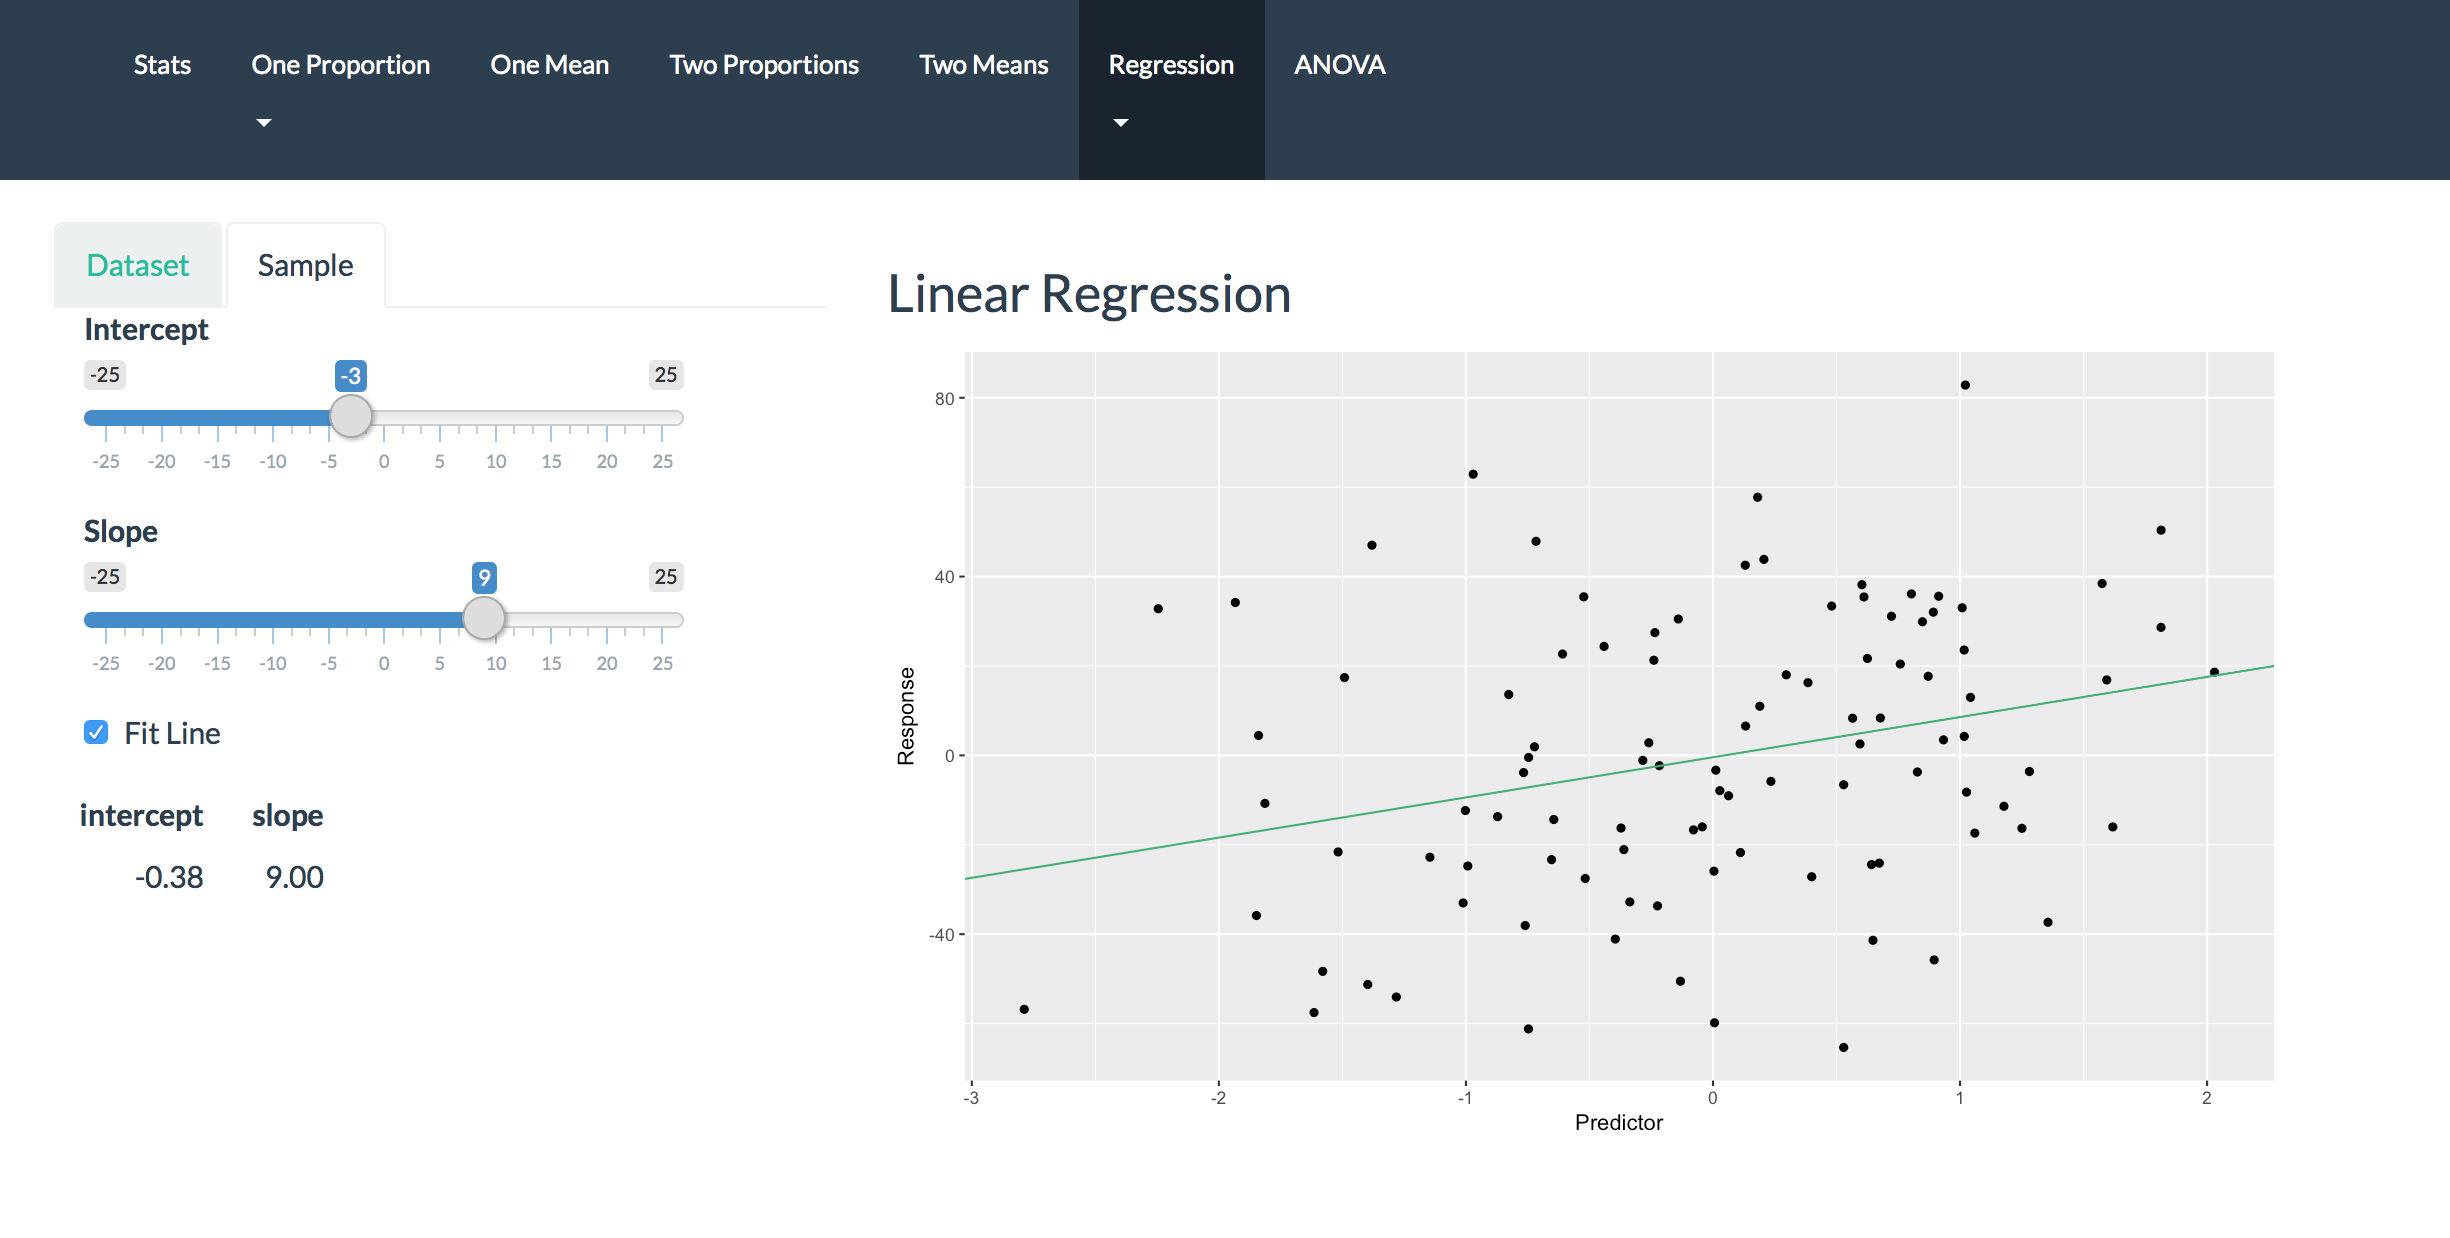 Stats One Proportion One Mean Two Proportions Two Means Regression ANOVA
Dataset Sample
Intercept
-25 -3 25
-25 -20 -15 -10 -5 0 5 10 15 20 25
Slope
-25 9 25
-25 -20 -15 -10 -5 0 5 10 15 20 25
Fit Line
intercept slope
-0.38 9.00
Linear Regression
80
40
0
-40
Response
-3 -2 -1 0 1 2
Predictor